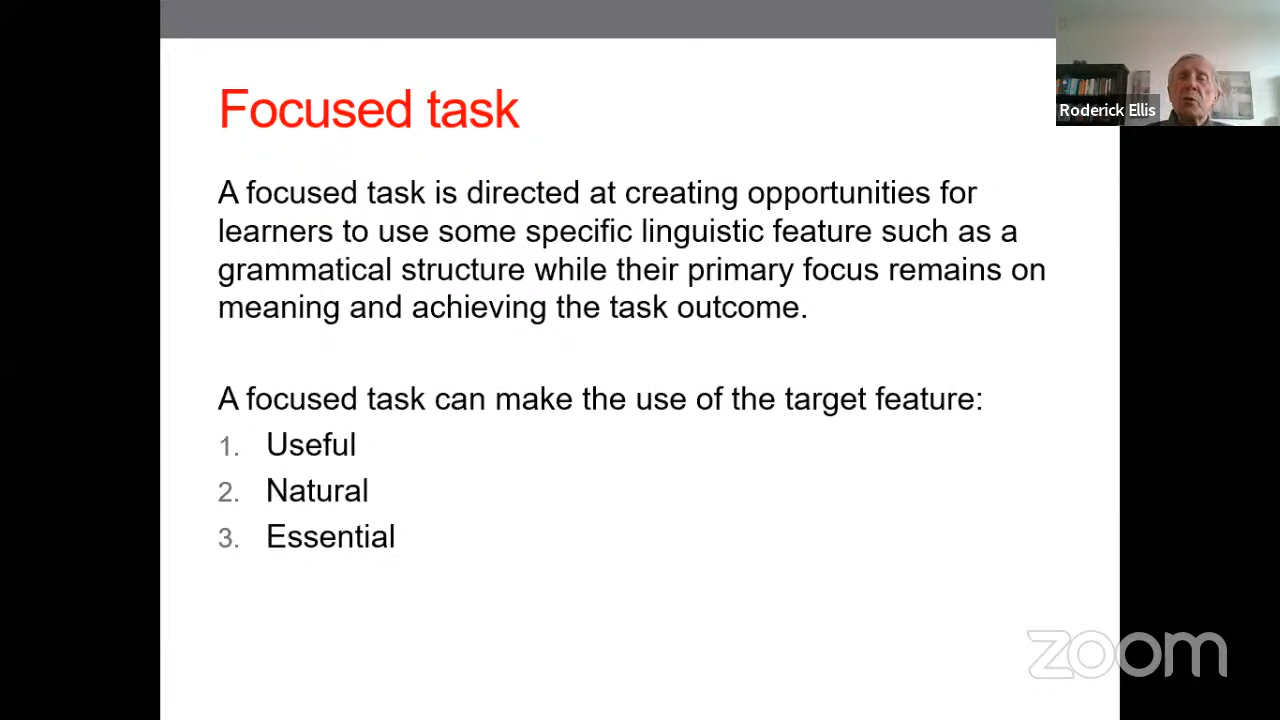 Focused task
Roderick Ellis
A focused task is directed at creating opportunities for
learners to use some specific linguistic feature such as a
grammatical structure while their primary focus remains on
meaning and achieving the task outcome.
A focused task can make the use of the target feature:
1. Useful
2. Natural
3. Essential
zoom